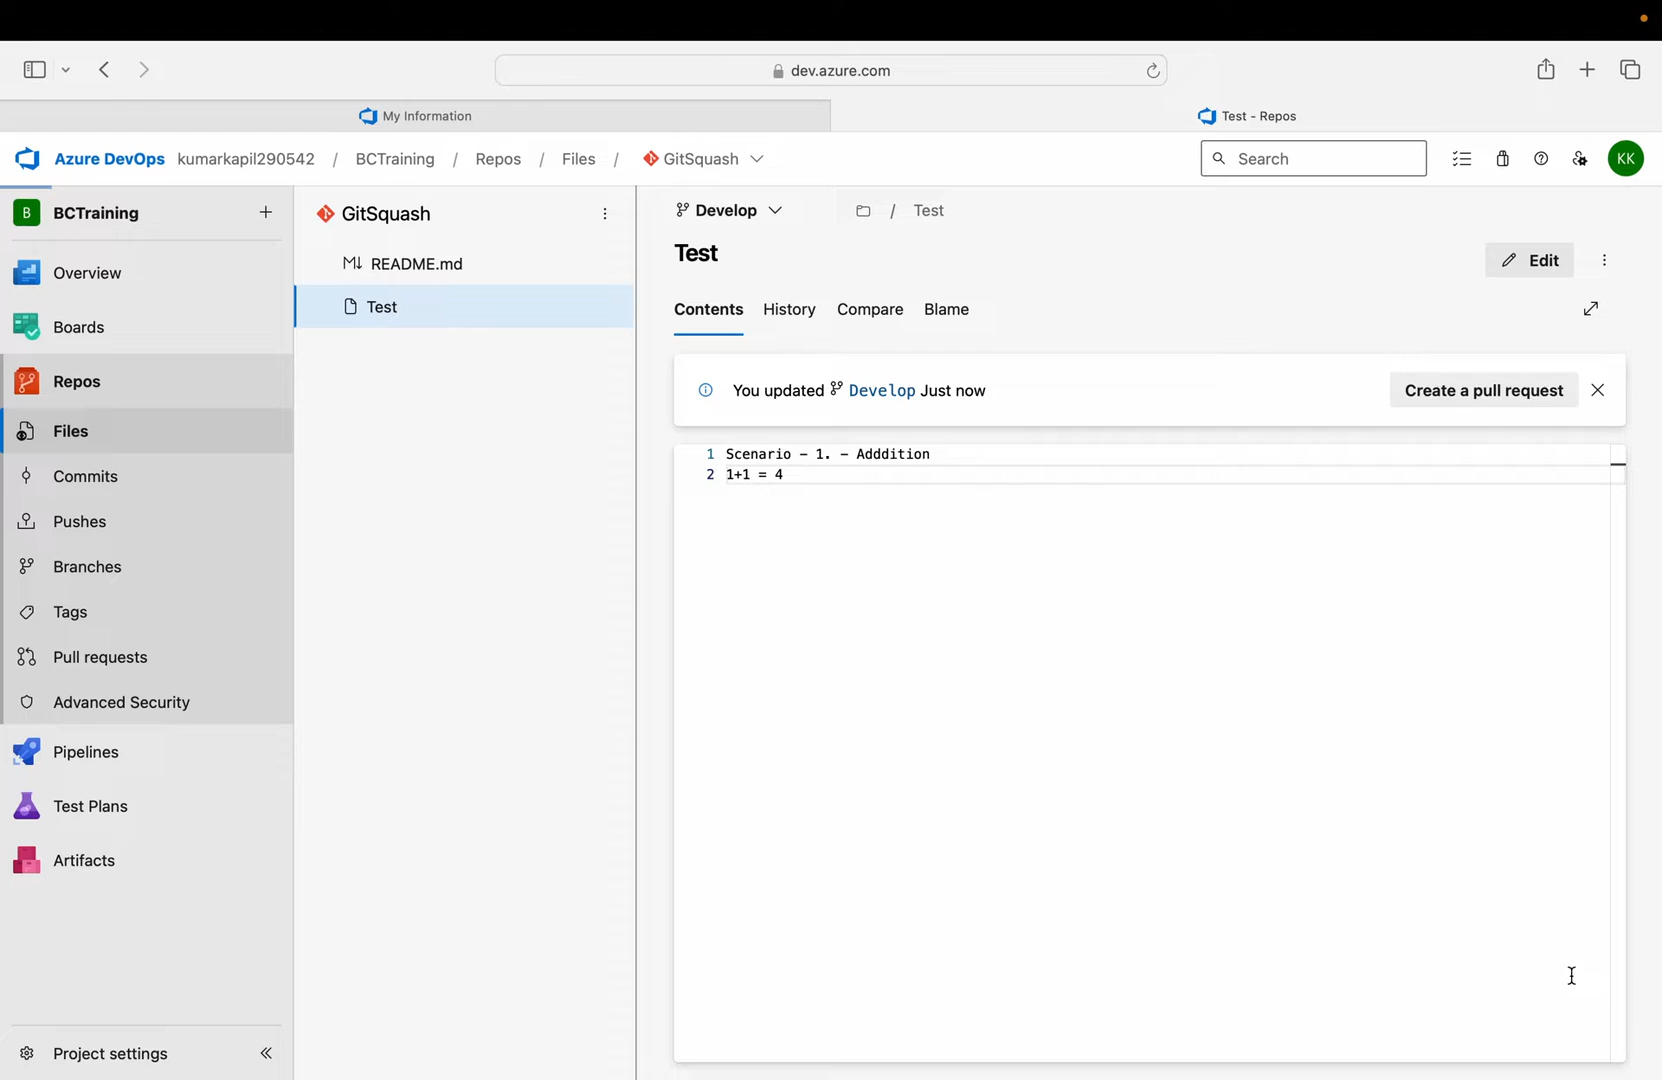 dev.azure.com
My Information
Test - Repos
Azure DevOps kumarkapil290542 / BCTraining / Repos / Files / GitSquash
Search
KK
B BCTraining
Overview
Boards
Repos
Files
Commits
Pushes
Branches
Tags
Pull requests
Advanced Security
Pipelines
Test Plans
Artifacts
Project settings
GitSquash
README.md
Test
Develop / Test
Test
Edit
Contents History Compare Blame
You updated Develop Just now
Create a pull request
1 Scenario - 1. - Adddition
2 1+1 = 4